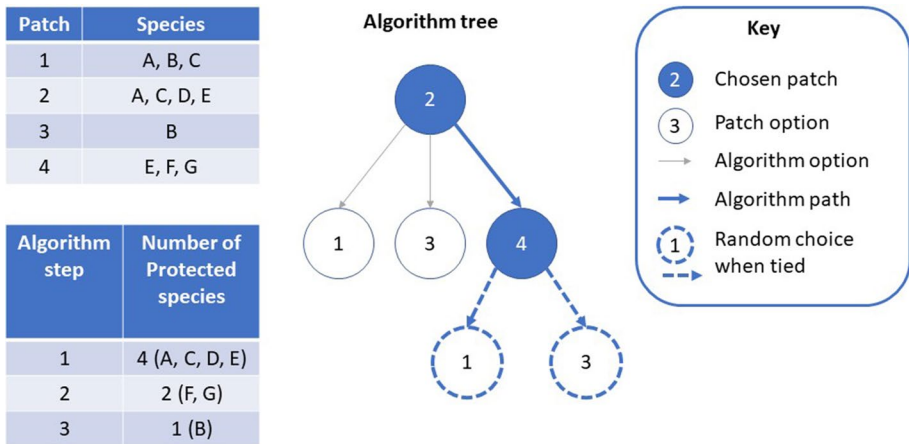 Patch Species
1 A, B, C
2 A, C, D, E
3 B
4 E, F, G
Algorithm step Number of Protected species
1 4 (A, C, D, E)
2 2 (F, G)
3 1 (B)
Algorithm tree
2
1 3 4
1 3
Key
2 Chosen patch
3 Patch option
Algorithm option
Algorithm path
1 Random choice
when tied